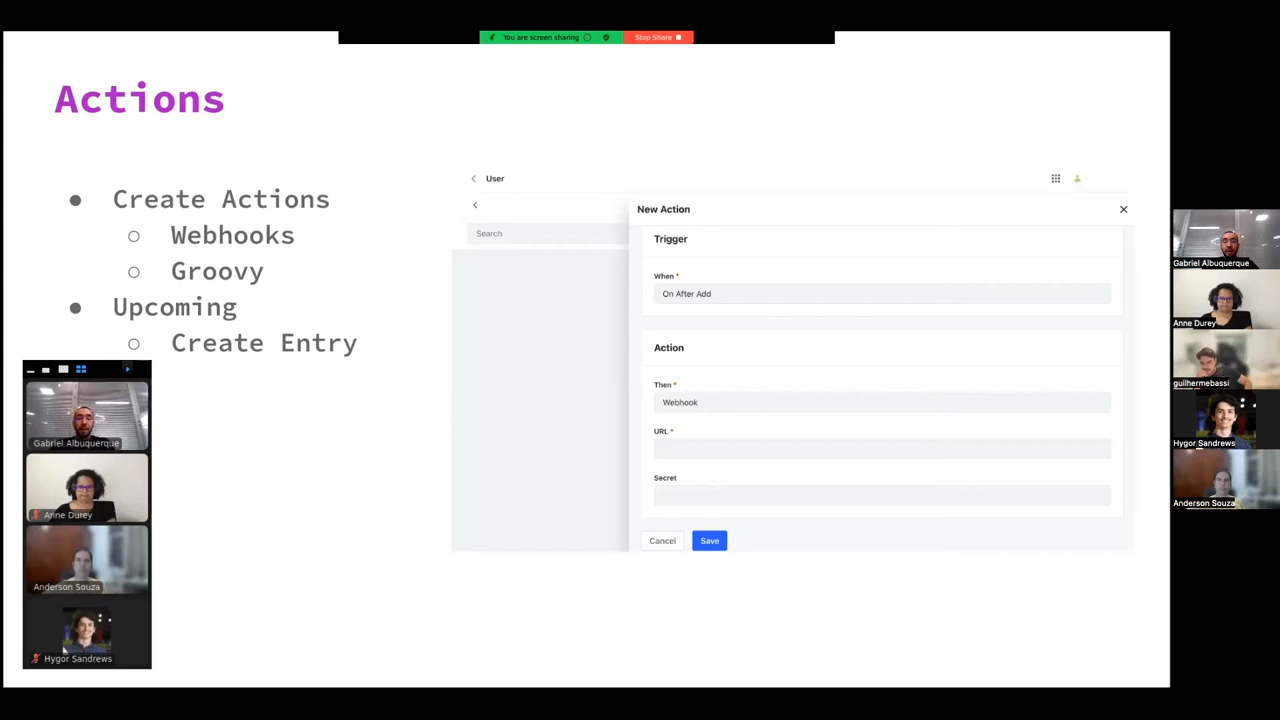 You are screen sharing
Stop Share
Actions
● Create Actions
○ Webhooks
○ Groovy
● Upcoming
○ Create Entry
User
New Action
Search
Trigger
When *
On After Add
Action
Then *
Webhook
URL *
Secret
Cancel
Save
Gabriel Albuquerque
Anne Durey
Anderson Souza
Hygor Sandrews
Gabriel Albuquerque
Anne Durey
guilhermebassi
Hygor Sandrews
Anderson Souza